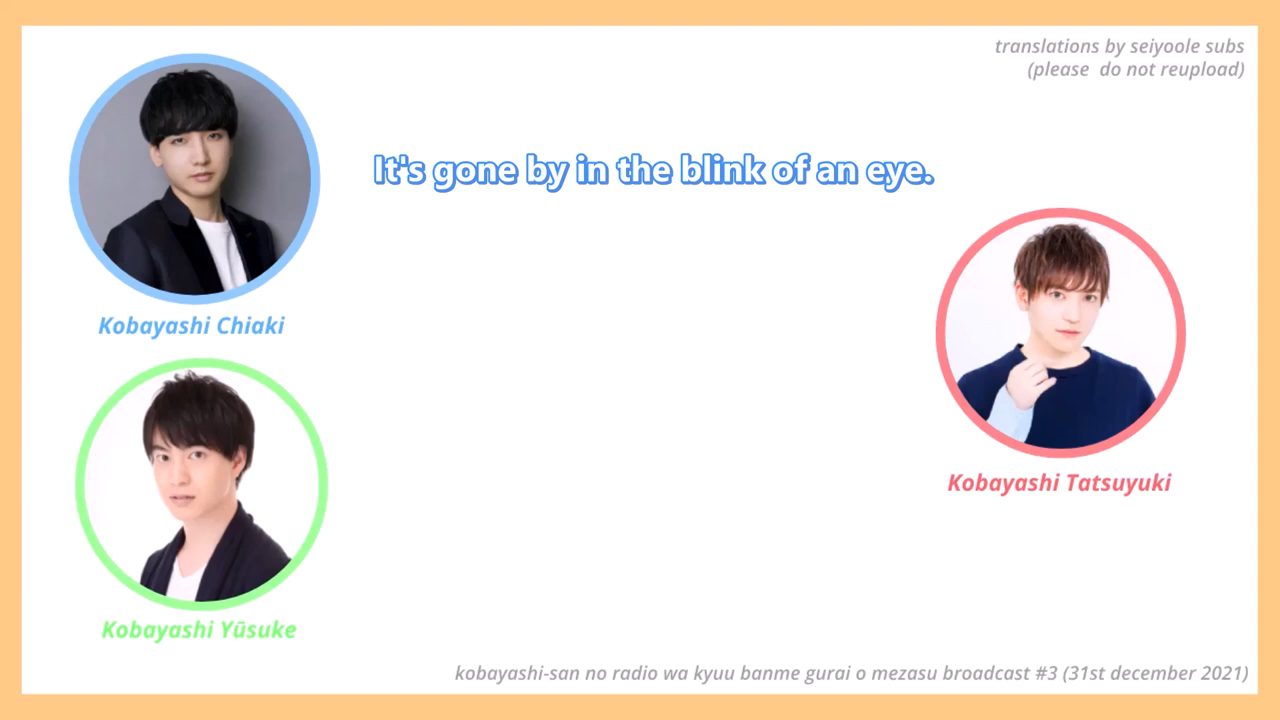 translations by seiyoole subs
(please do not reupload)
It's gone by in the blink of an eye.
Kobayashi Chiaki
Kobayashi Tatsuyuki
Kobayashi Yūsuke
kobayashi-san no radio wa kyuu banme gurai o mezasu broadcast #3 (31st december 2021)